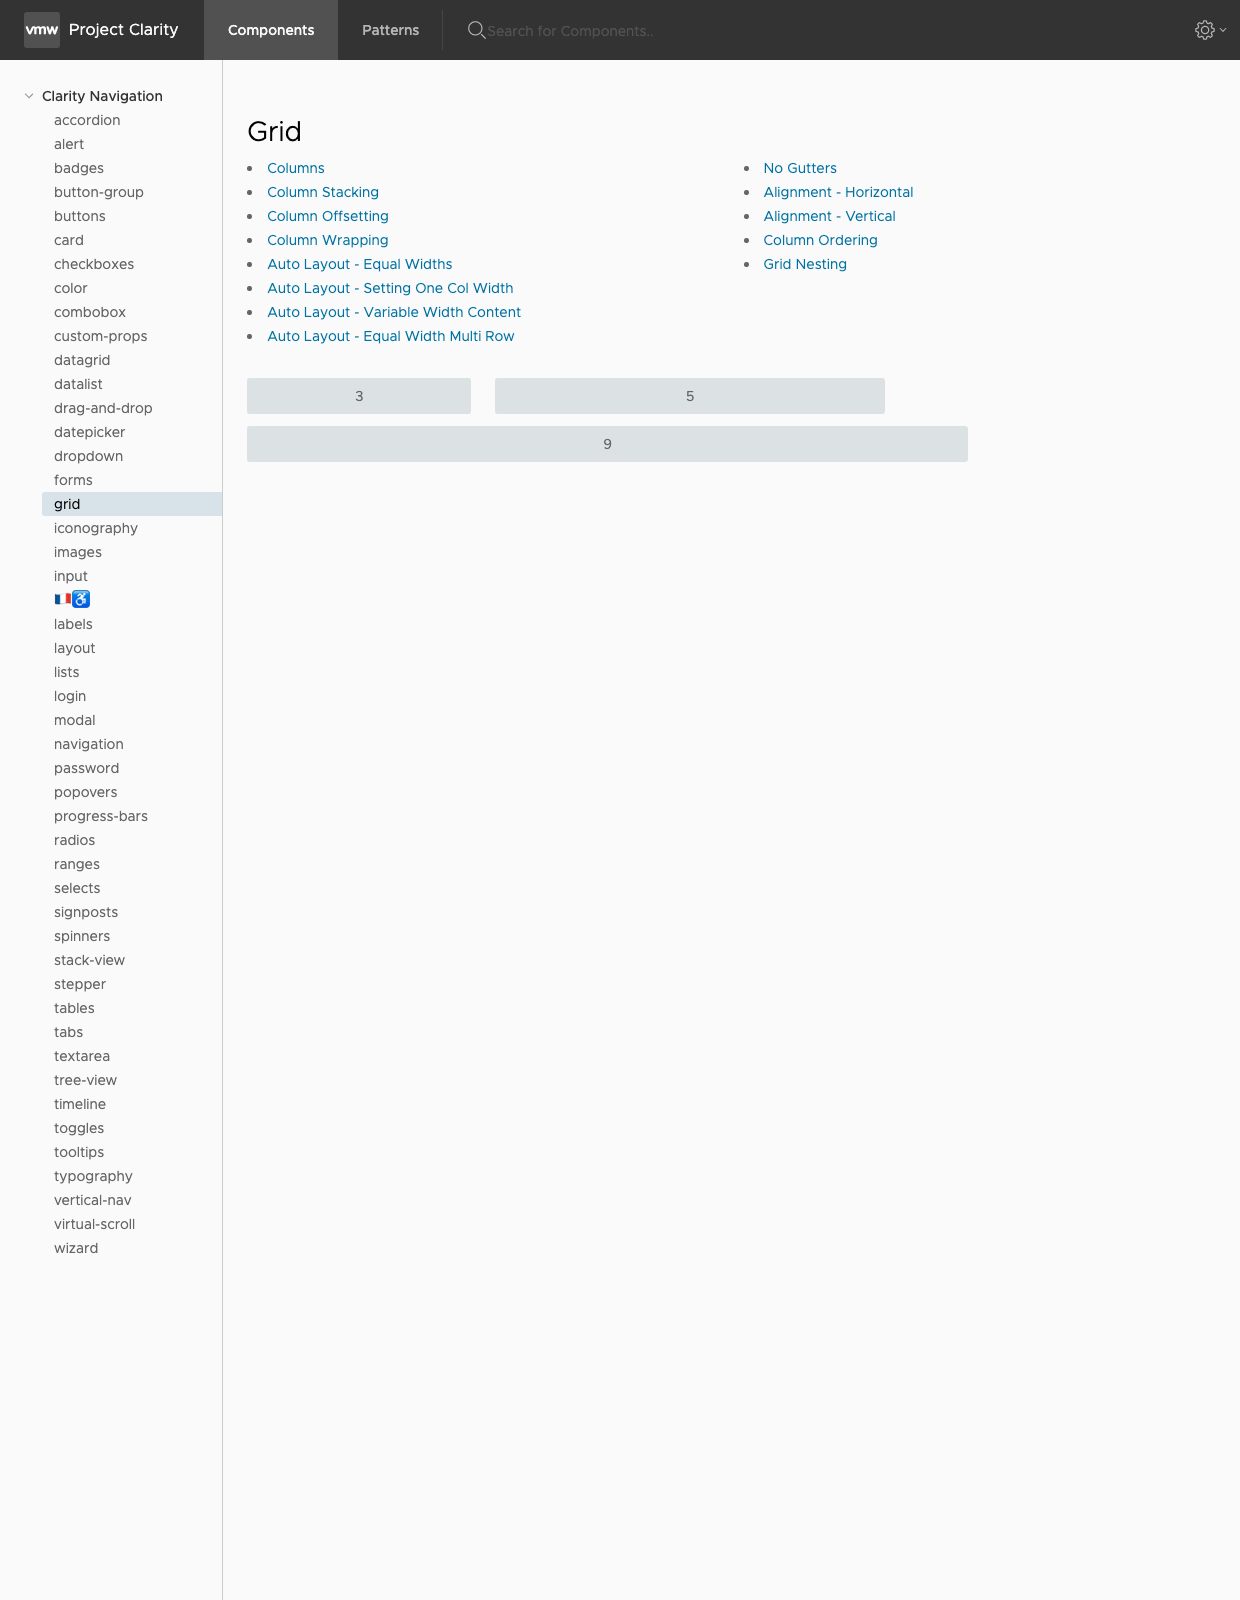 vmw Project Clarity Components Patterns Search for Components..
Clarity Navigation
accordion
alert
badges
button-group
buttons
card
checkboxes
color
combobox
custom-props
datagrid
datalist
drag-and-drop
datepicker
dropdown
forms
grid
iconography
images
input
🇫🇷♿
labels
layout
lists
login
modal
navigation
password
popovers
progress-bars
radios
ranges
selects
signposts
spinners
stack-view
stepper
tables
tabs
textarea
tree-view
timeline
toggles
tooltips
typography
vertical-nav
virtual-scroll
wizard
Grid
Columns
Column Stacking
Column Offsetting
Column Wrapping
Auto Layout - Equal Widths
Auto Layout - Setting One Col Width
Auto Layout - Variable Width Content
Auto Layout - Equal Width Multi Row
No Gutters
Alignment - Horizontal
Alignment - Vertical
Column Ordering
Grid Nesting
3 5
9